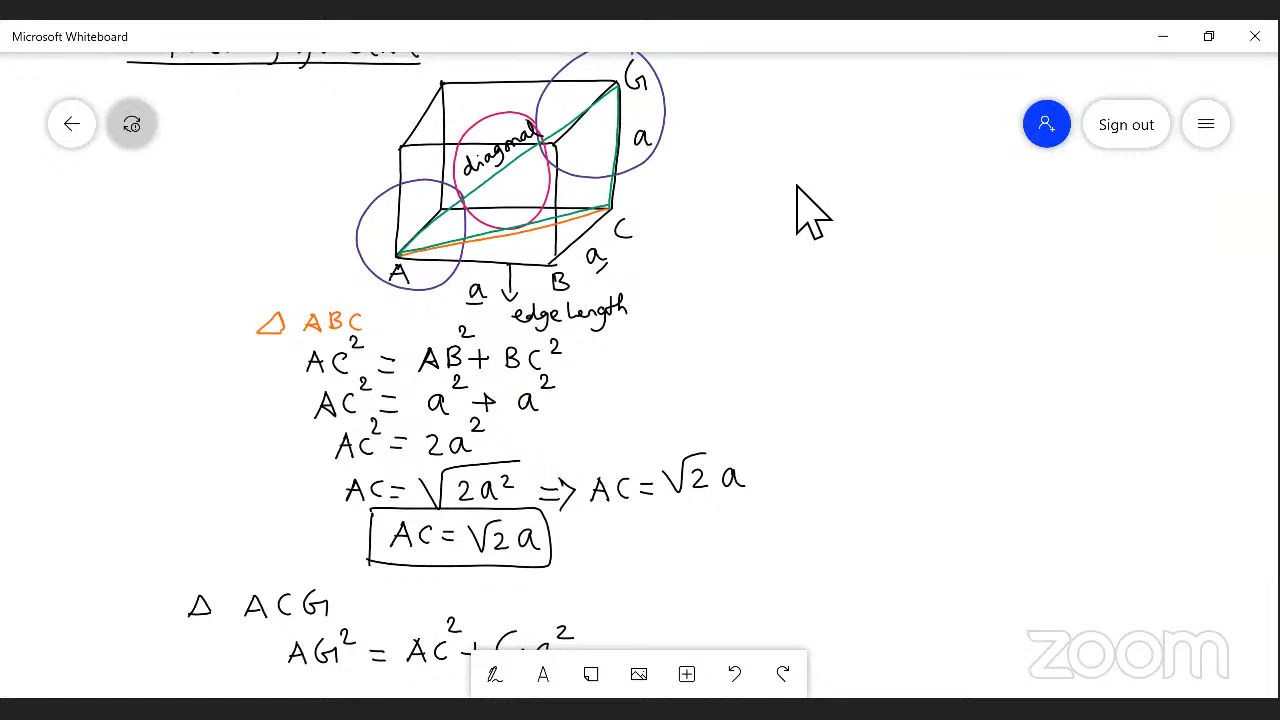 Microsoft Whiteboard
G
diagonal
a
Sign out
C
A
a
B
a
edge length
△ ABC
AC² = AB² + BC²
AC² = a² + a²
AC² = 2a²
AC = √2a² ⇒ AC = √2 a
AC = √2 a
△ ACG
AG² = AC² +
A
zoom